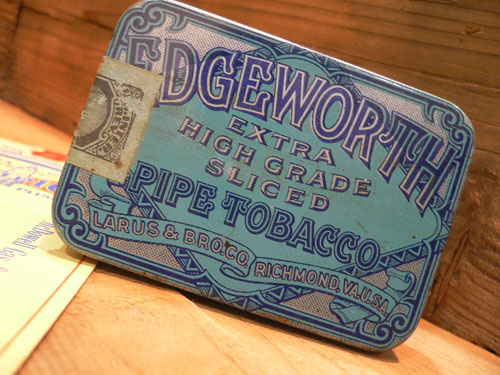 EDGEWORTH
EXTRA
HIGH GRADE
SLICED
PIPE TOBACCO
LARUS & BRO. CO. RICHMOND, VA. U.S.A.